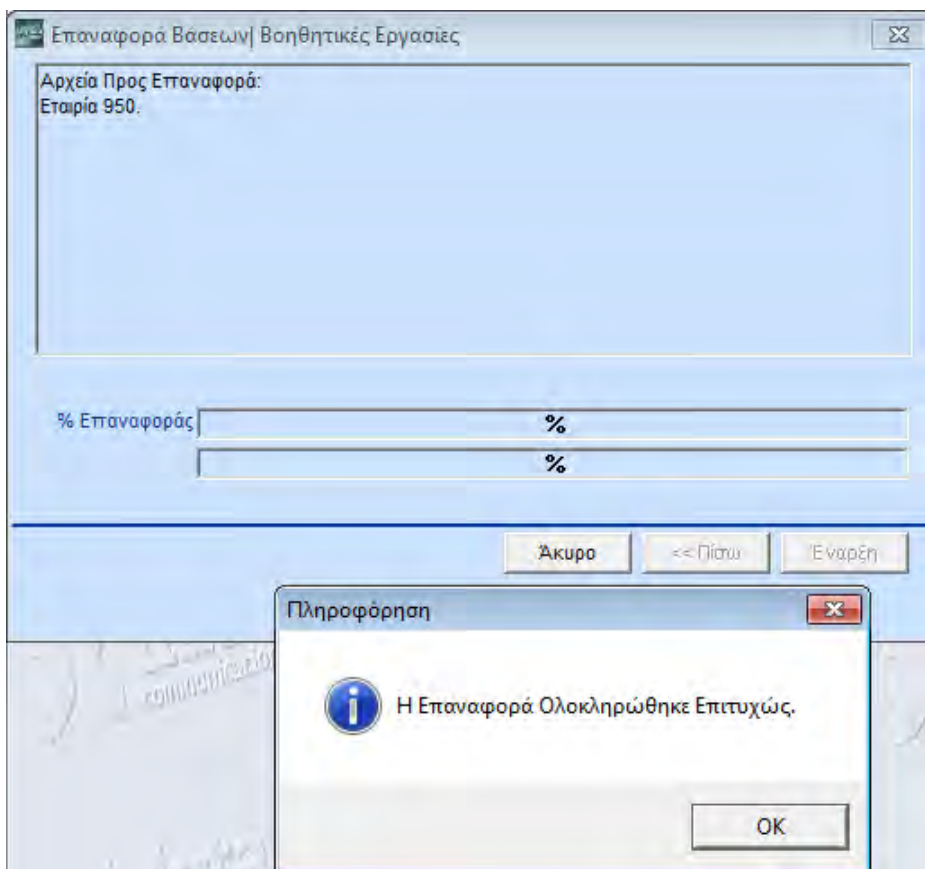 Επαναφορά Βάσεων| Βοηθητικές Εργασίες
Αρχεία Προς Επαναφορά:
Εταιρία 950.
% Επαναφοράς
%
%
Άκυρο
<< Πίσω
Έναρξη
Πληροφόρηση
Η Επαναφορά Ολοκληρώθηκε Επιτυχώς.
OK